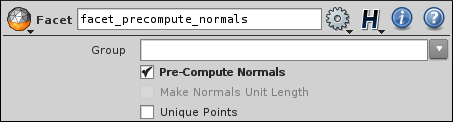 Facet facet_precompute_normals
Group
Pre-Compute Normals
Make Normals Unit Length
Unique Points